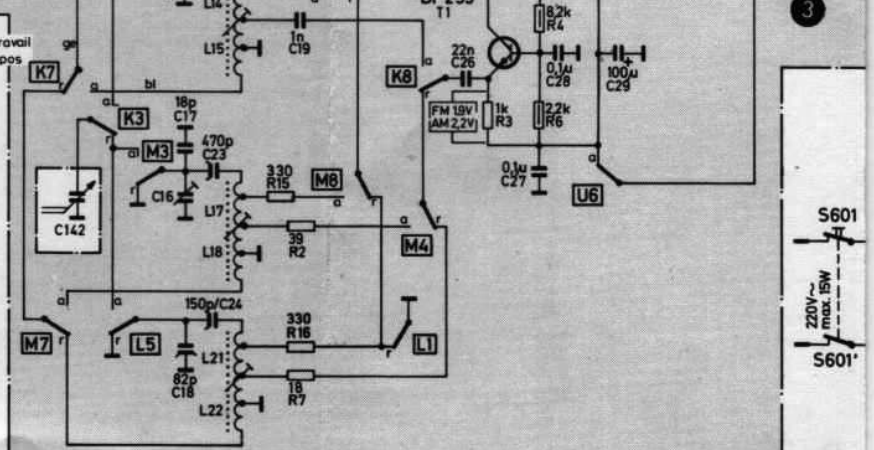 L14
T1
8,2k
R4
3
ravail
pos
ge
L15
1n
C19
a
22n
C26
0,1µ
C28
100µ
C29
K7
r
a
bl
K8
r
18p
C17
a
K3
r
FM 1,9V
AM 2,2V
1k
R3
2,2k
R6
470p
C23
a
M3
r
330
R15
M8
r
a
0,1µ
C27
a
U6
C16
L17
C142
39
R2
a
r
M4
L18
S601
150p/C24
a
a
M7
r
L5
r
330
R16
L1
r
220V~
max. 15W
L21
82p
C18
18
R7
L22
S601'